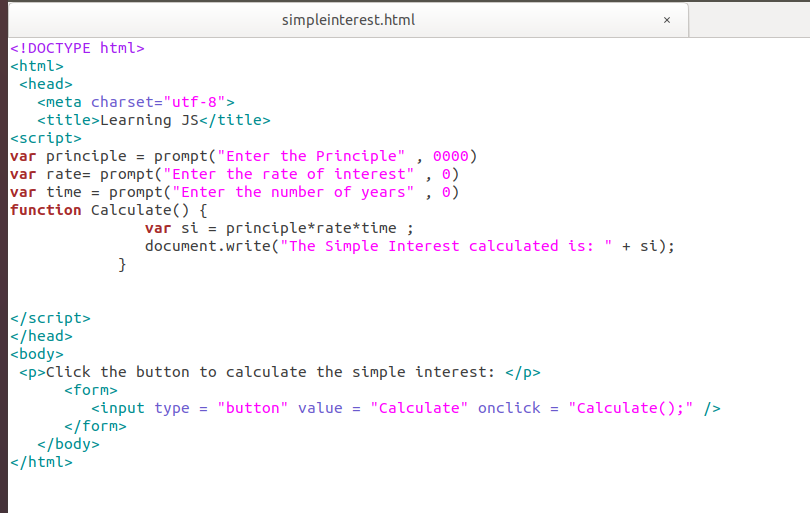 simpleinterest.html ×
<!DOCTYPE html>
<html>
 <head>
   <meta charset="utf-8">
   <title>Learning JS</title>
<script>
var principle = prompt("Enter the Principle" , 0000)
var rate= prompt("Enter the rate of interest" , 0)
var time = prompt("Enter the number of years" , 0)
function Calculate() {
               var si = principle*rate*time ;
               document.write("The Simple Interest calculated is: " + si);
            }
</script>
</head>
<body>
 <p>Click the button to calculate the simple interest: </p>
      <form>
         <input type = "button" value = "Calculate" onclick = "Calculate();" />
      </form>
   </body>
</html>